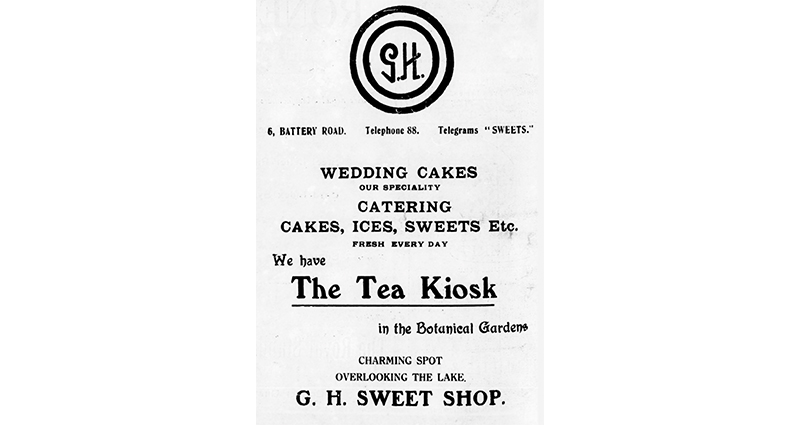 G.H.
6, BATTERY ROAD. Telephone 88. Telegrams "SWEETS."
WEDDING CAKES
OUR SPECIALITY
CATERING
CAKES, ICES, SWEETS Etc.
FRESH EVERY DAY
We have
The Tea Kiosk
in the Botanical Gardens
CHARMING SPOT
OVERLOOKING THE LAKE.
G. H. SWEET SHOP.